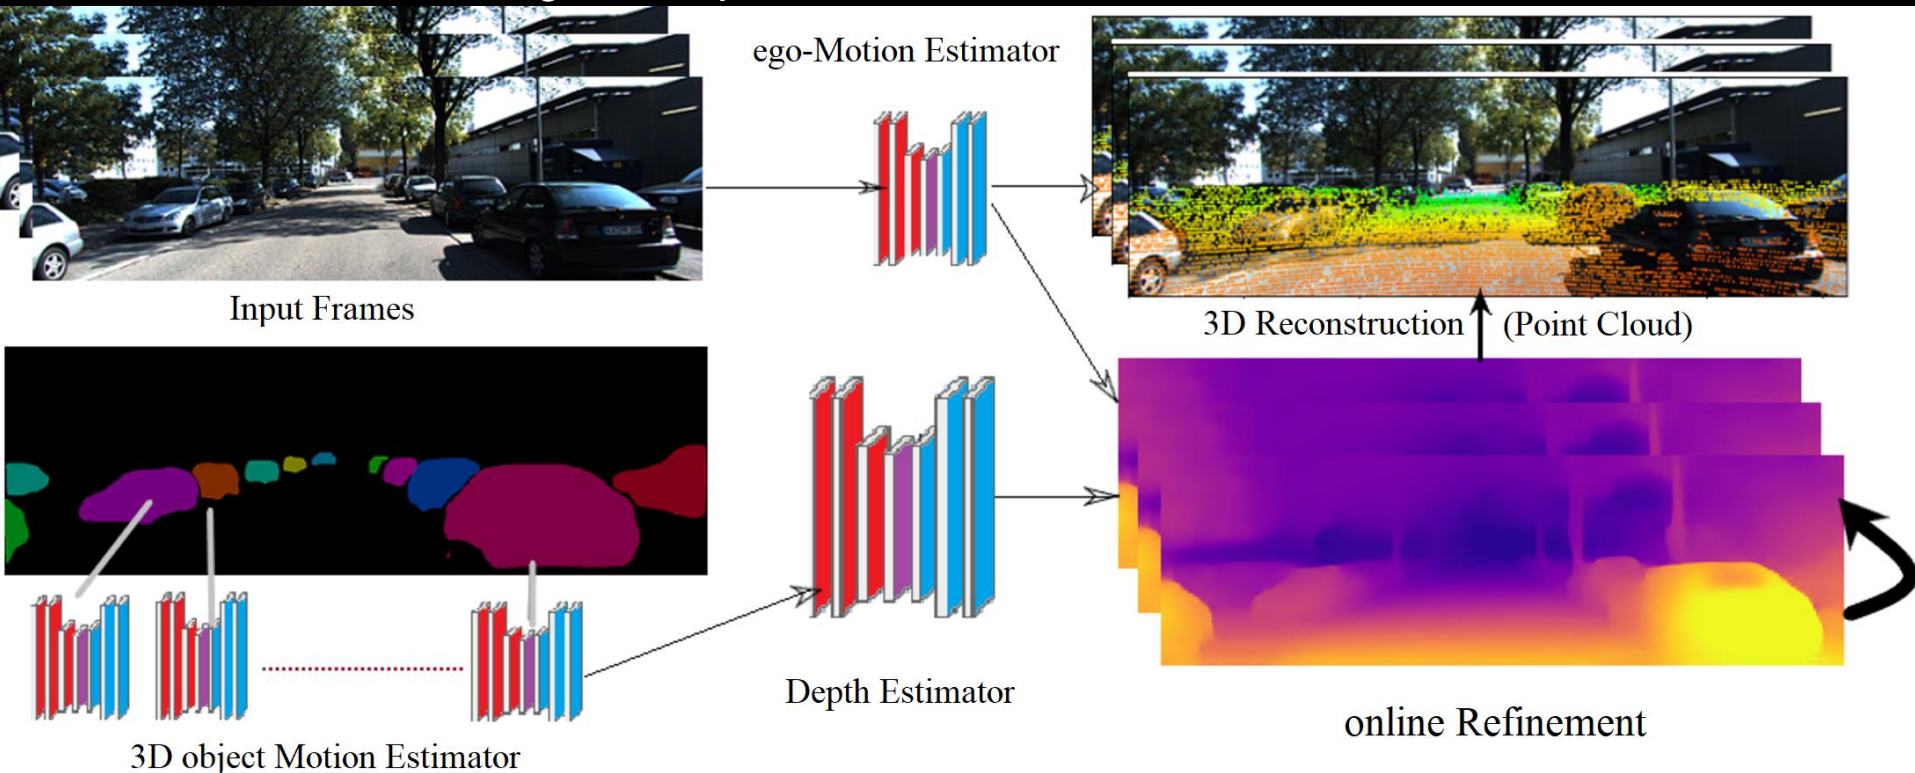 ego-Motion Estimator
Input Frames
3D Reconstruction (Point Cloud)
Depth Estimator
online Refinement
3D object Motion Estimator